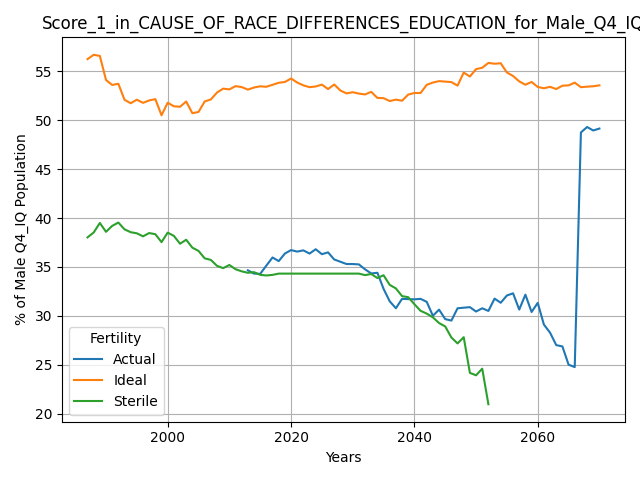 Score_1_in_CAUSE_OF_RACE_DIFFERENCES_EDUCATION_for_Male_Q4_IQ
% of Male Q4_IQ Population
55
50
45
40
35
30
25
20
Fertility
Actual
Ideal
Sterile
2000 2020 2040 2060
Years